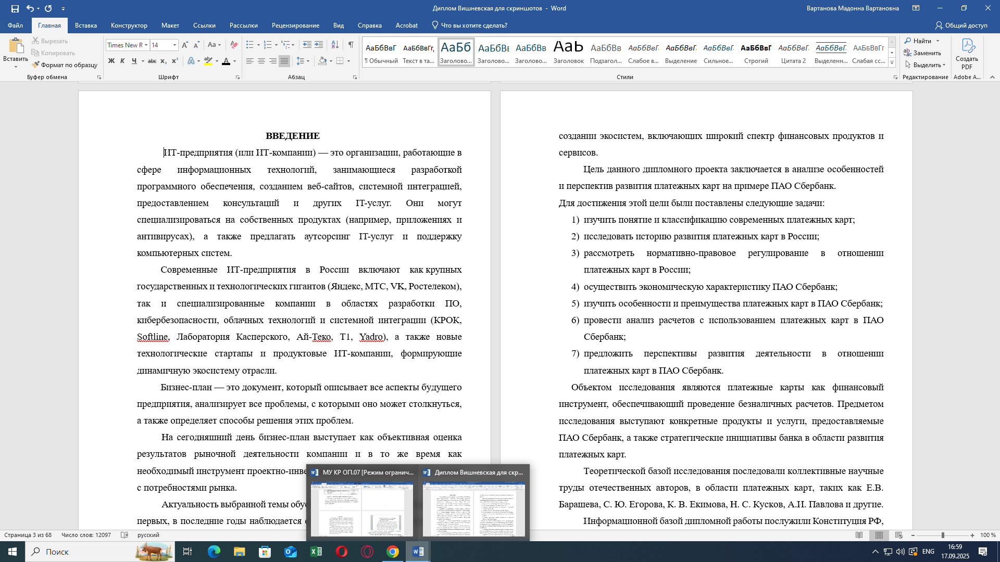 Диплом Вишневская для скриншотов - Word
Вартанова Мадонна Вартановна
Файл Главная Вставка Конструктор Макет Ссылки Рассылки Рецензирование Вид Справка Acrobat Что вы хотите сделать? Общий доступ
Вставить
Вырезать
Копировать
Формат по образцу
Буфер обмена
Times New R 14
Ж К Ч abc x₂ x²
Шрифт
Абзац
АаБбВвГ АаБбВвГг, АаБб АаБбВвІ АаБбВв АаЬ АаБбВв АаБбВвГг АаБбВвГг АаБбВвГг АаБбВвГ АаБбВвГг АаБбВвГг АаБбВвГг
¶ Обычный Текст в та... Заголово... Заголово... Заголово... Заголовок Подзагол... Слабое в... Выделение Сильное... Строгий Цитата 2 Выделенн... Слабая сс...
Стили
Найти
Заменить
Выделить
Редактирование
Создать PDF
Adobe A...
ВВЕДЕНИЕ
ИТ-предприятия (или ИТ-компании) — это организации, работающие в
сфере информационных технологий, занимающиеся разработкой
программного обеспечения, созданием веб-сайтов, системной интеграцией,
предоставлением консультаций и других IT-услуг. Они могут
специализироваться на собственных продуктах (например, приложениях и
антивирусах), а также предлагать аутсорсинг IT-услуг и поддержку
компьютерных систем.
Современные ИТ-предприятия в России включают как крупных
государственных и технологических гигантов (Яндекс, МТС, VK, Ростелеком),
так и специализированные компании в областях разработки ПО,
кибербезопасности, облачных технологий и системной интеграции (КРОК,
Softline, Лаборатория Касперского, Ай-Теко, Т1, Yadro), а также новые
технологические стартапы и продуктовые ИТ-компании, формирующие
динамичную экосистему отрасли.
Бизнес-план — это документ, который описывает все аспекты будущего
предприятия, анализирует все проблемы, с которыми оно может столкнуться,
а также определяет способы решения этих проблем.
На сегодняшний день бизнес-план выступает как объективная оценка
результатов рыночной деятельности компании и в то же время как
необходимый инструмент проектно-инве
с потребностями рынка.
Актуальность выбранной темы обус
первых, в последние годы наблюдается
создании экосистем, включающих широкий спектр финансовых продуктов и
сервисов.
Цель данного дипломного проекта заключается в анализе особенностей
и перспектив развития платежных карт на примере ПАО Сбербанк.
Для достижения этой цели были поставлены следующие задачи:
1) изучить понятие и классификацию современных платежных карт;
2) исследовать историю развития платежных карт в России;
3) рассмотреть нормативно-правовое регулирование в отношении
платежных карт в России;
4) осуществить экономическую характеристику ПАО Сбербанк;
5) изучить особенности и преимущества платежных карт в ПАО Сбербанк;
6) провести анализ расчетов с использованием платежных карт в ПАО
Сбербанк;
7) предложить перспективы развития деятельности в отношении
платежных карт в ПАО Сбербанк.
Объектом исследования являются платежные карты как финансовый
инструмент, обеспечивающий проведение безналичных расчетов. Предметом
исследования выступают конкретные продукты и услуги, предоставляемые
ПАО Сбербанк, а также стратегические инициативы банка в области развития
платежных карт.
Теоретической базой исследования последовали коллективные научные
труды отечественных авторов, в области платежных карт, таких как Е.В.
Барашева, С. Ю. Егорова, К. В. Екимова, Н. С. Кусков, А.И. Павлова и другие.
Информационной базой дипломной работы послужили Конституция РФ,
МУ КР ОП.07 [Режим огранич...
Диплом Вишневская для скр...
Страница 3 из 68 Число слов: 12097 русский
100 %
Поиск
ENG
16:59
17.09.2025